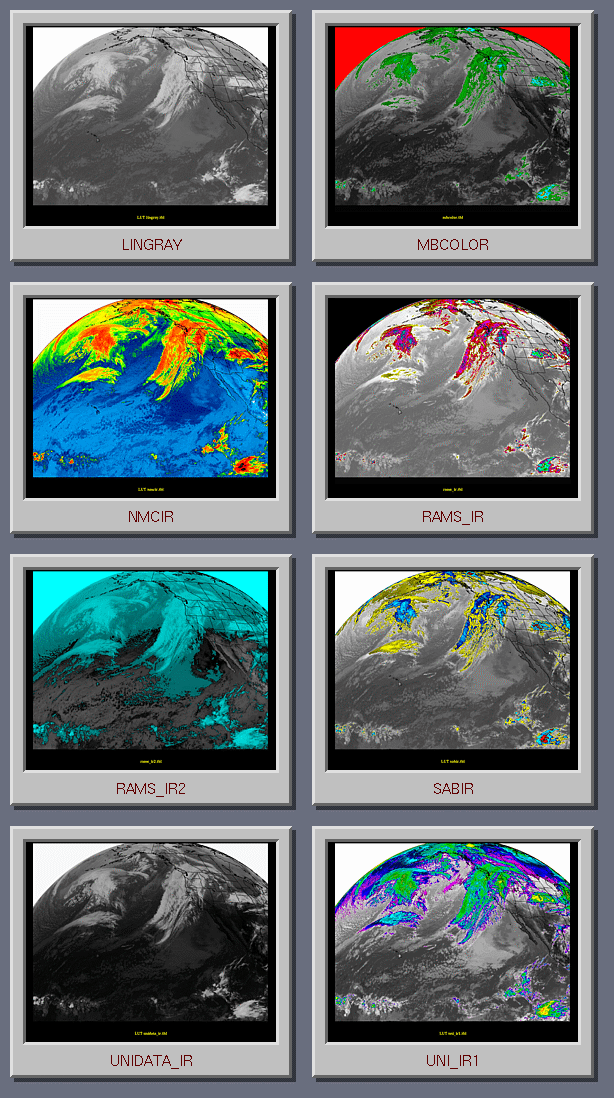 LUT lingray.tbl
mbcolor.tbl
LINGRAY
MBCOLOR
LUT nmcir.tbl
rams_ir.tbl
NMCIR
RAMS_IR
rams_ir2.tbl
LUT sabir.tbl
RAMS_IR2
SABIR
LUT unidata_ir.tbl
LUT uni_ir1.tbl
UNIDATA_IR
UNI_IR1